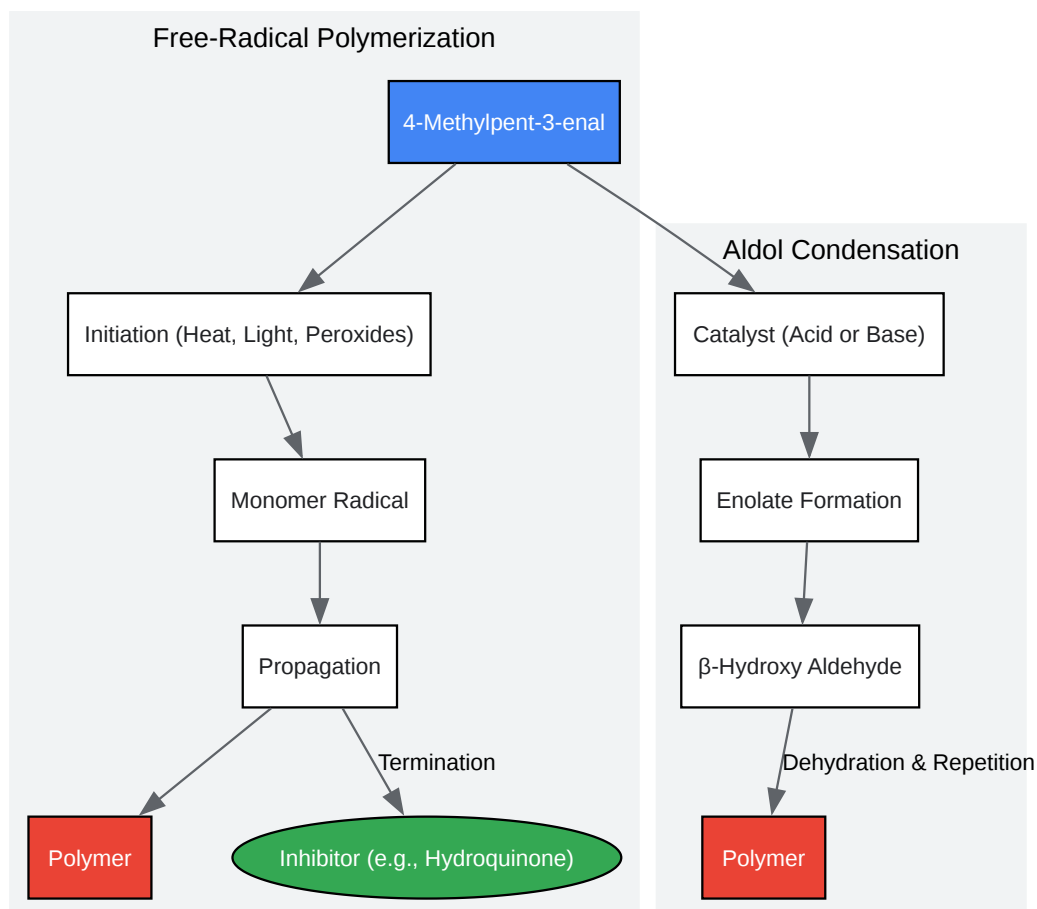 Free-Radical Polymerization
4-Methylpent-3-enal
Aldol Condensation
Initiation (Heat, Light, Peroxides)
Catalyst (Acid or Base)
Monomer Radical
Enolate Formation
Propagation
β-Hydroxy Aldehyde
Termination
Dehydration & Repetition
Polymer
Inhibitor (e.g., Hydroquinone)
Polymer